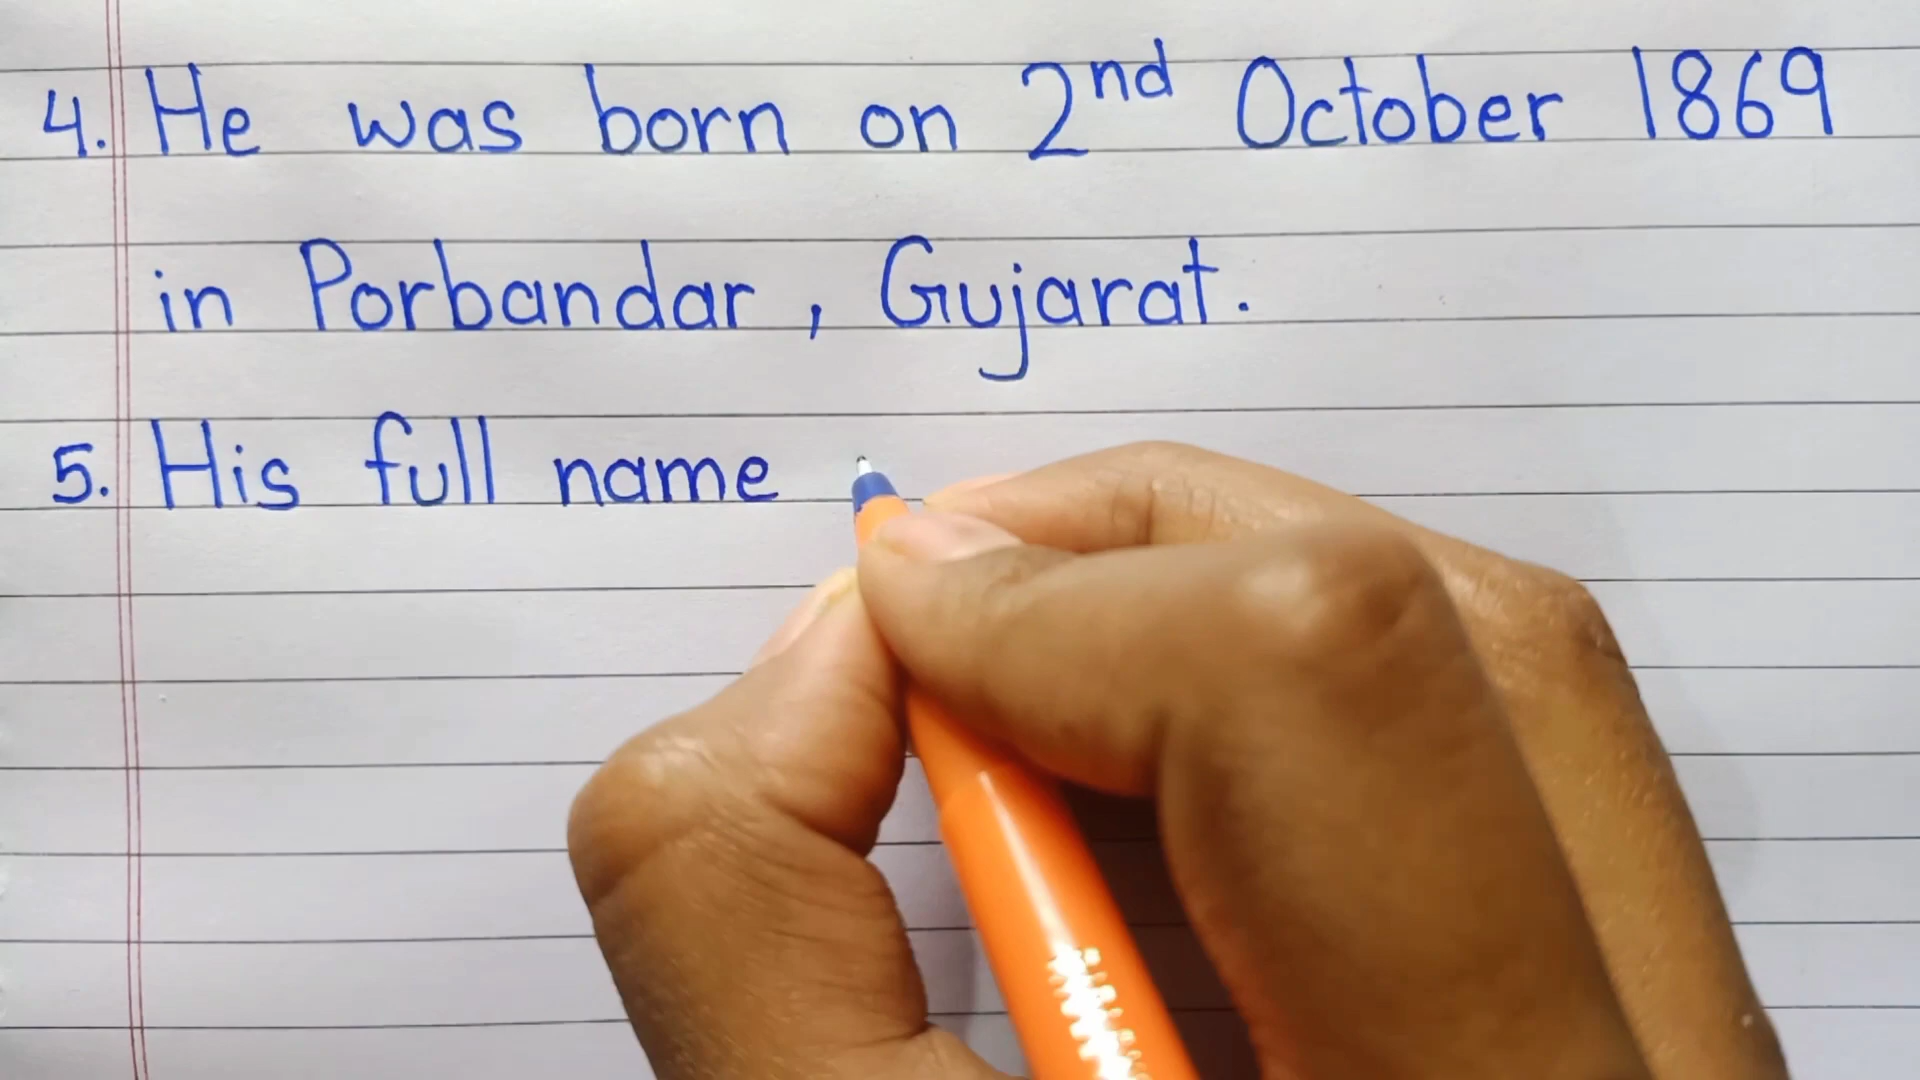 4. He was born on 2nd October 1869
in Porbandar, Gujarat.
5. His full name